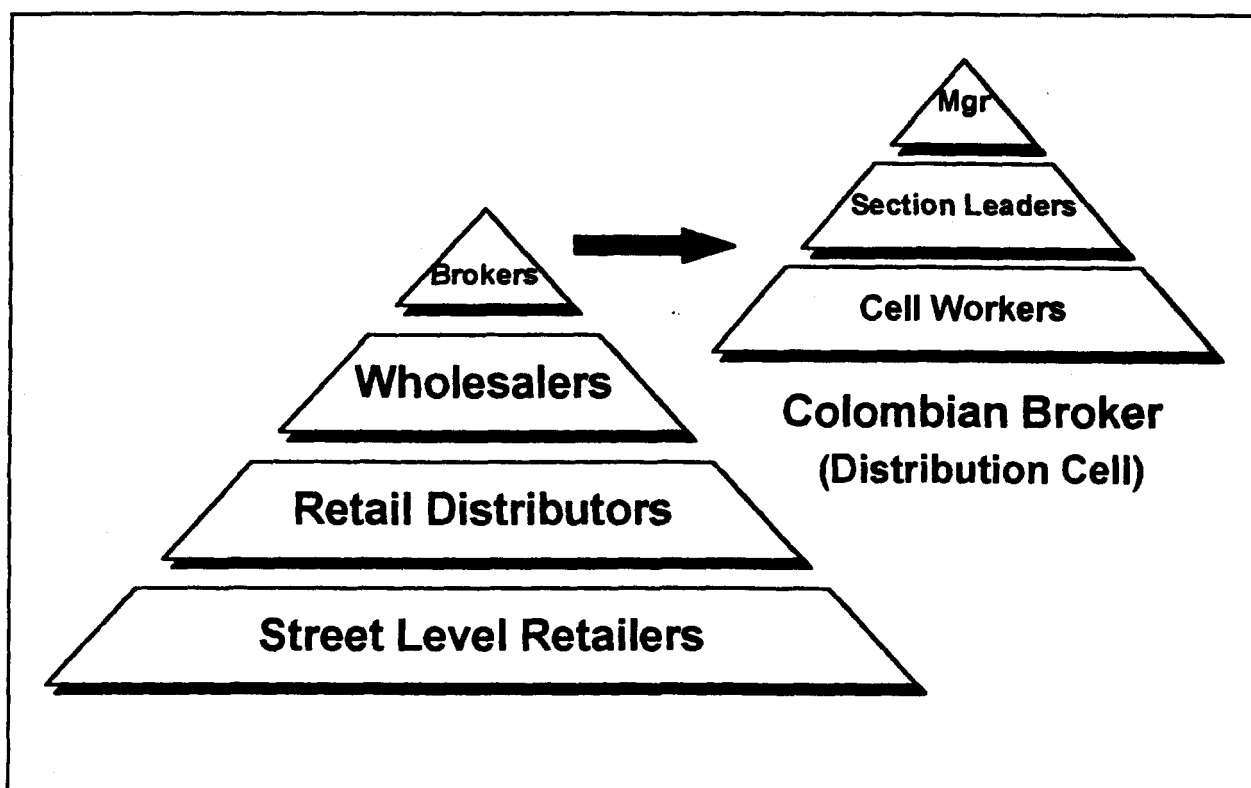 Mgr
Section Leaders
Cell Workers
Colombian Broker
(Distribution Cell)
Brokers
Wholesalers
Retail Distributors
Street Level Retailers